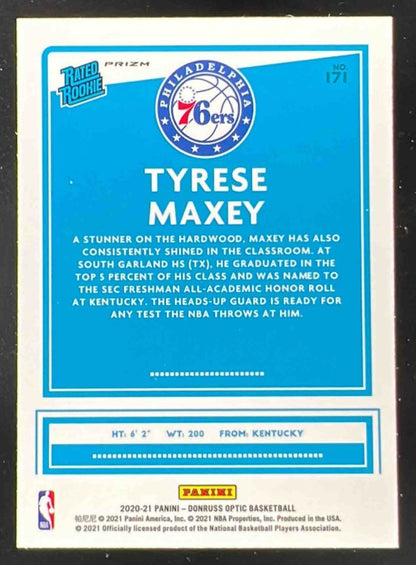 RATED
ROOKIE
PRIZM
PHILADELPHIA
76ers
NO.
171
TYRESE
MAXEY
A STUNNER ON THE HARDWOOD, MAXEY HAS ALSO
CONSISTENTLY SHINED IN THE CLASSROOM. AT
SOUTH GARLAND HS (TX), HE GRADUATED IN THE
TOP 5 PERCENT OF HIS CLASS AND WAS NAMED TO
THE SEC FRESHMAN ALL-ACADEMIC HONOR ROLL
AT KENTUCKY. THE HEADS-UP GUARD IS READY FOR
ANY TEST THE NBA THROWS AT HIM.
HT: 6' 2" WT: 200 FROM: KENTUCKY
PANINI
NBA
2020-21 PANINI – DONRUSS OPTIC BASKETBALL
帕尼尼 © 2021 Panini America, Inc. © 2021 NBA Properties, Inc. Produced in the USA.
© 2021 Officially licensed product of the National Basketball Players Association.